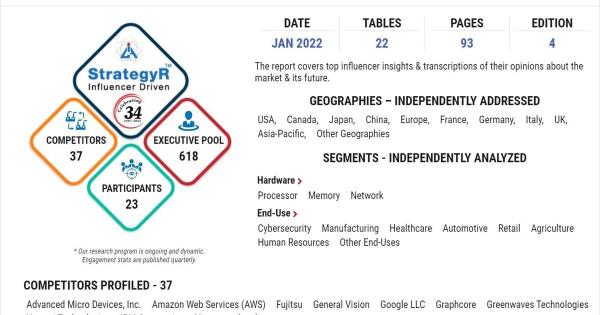 DATE TABLES PAGES EDITION
JAN 2022 22 93 4
StrategyR™
Influencer Driven
Celebrating
34
COMPETITORS
37
EXECUTIVE POOL
618
PARTICIPANTS
23
* Our research program is ongoing and dynamic.
Engagement stats are published quarterly.
The report covers top influencer insights & transcriptions of their opinions about the
market & its future.
GEOGRAPHIES – INDEPENDENTLY ADDRESSED
USA, Canada, Japan, China, Europe, France, Germany, Italy, UK,
Asia-Pacific, Other Geographies
SEGMENTS - INDEPENDENTLY ANALYZED
Hardware >
Processor Memory Network
End-Use >
Cybersecurity Manufacturing Healthcare Automotive Retail Agriculture
Human Resources Other End-Uses
COMPETITORS PROFILED - 37
Advanced Micro Devices, Inc. Amazon Web Services (AWS) Fujitsu General Vision Google LLC Graphcore Greenwaves Technologies